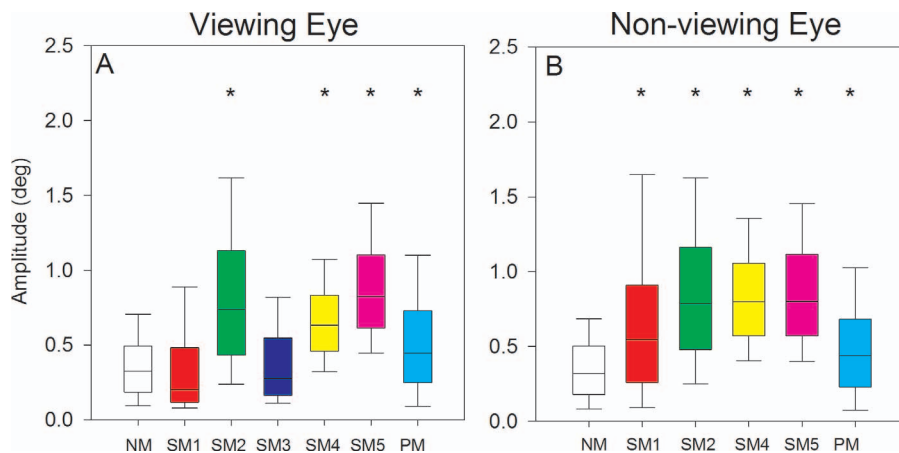 Viewing Eye
Non-viewing Eye
A
B
* * * *
* * * * *
Amplitude (deg)
2.5
2.0
1.5
1.0
0.5
0.0
2.5
2.0
1.5
1.0
0.5
0.0
NM SM1 SM2 SM3 SM4 SM5 PM
NM SM1 SM2 SM4 SM5 PM